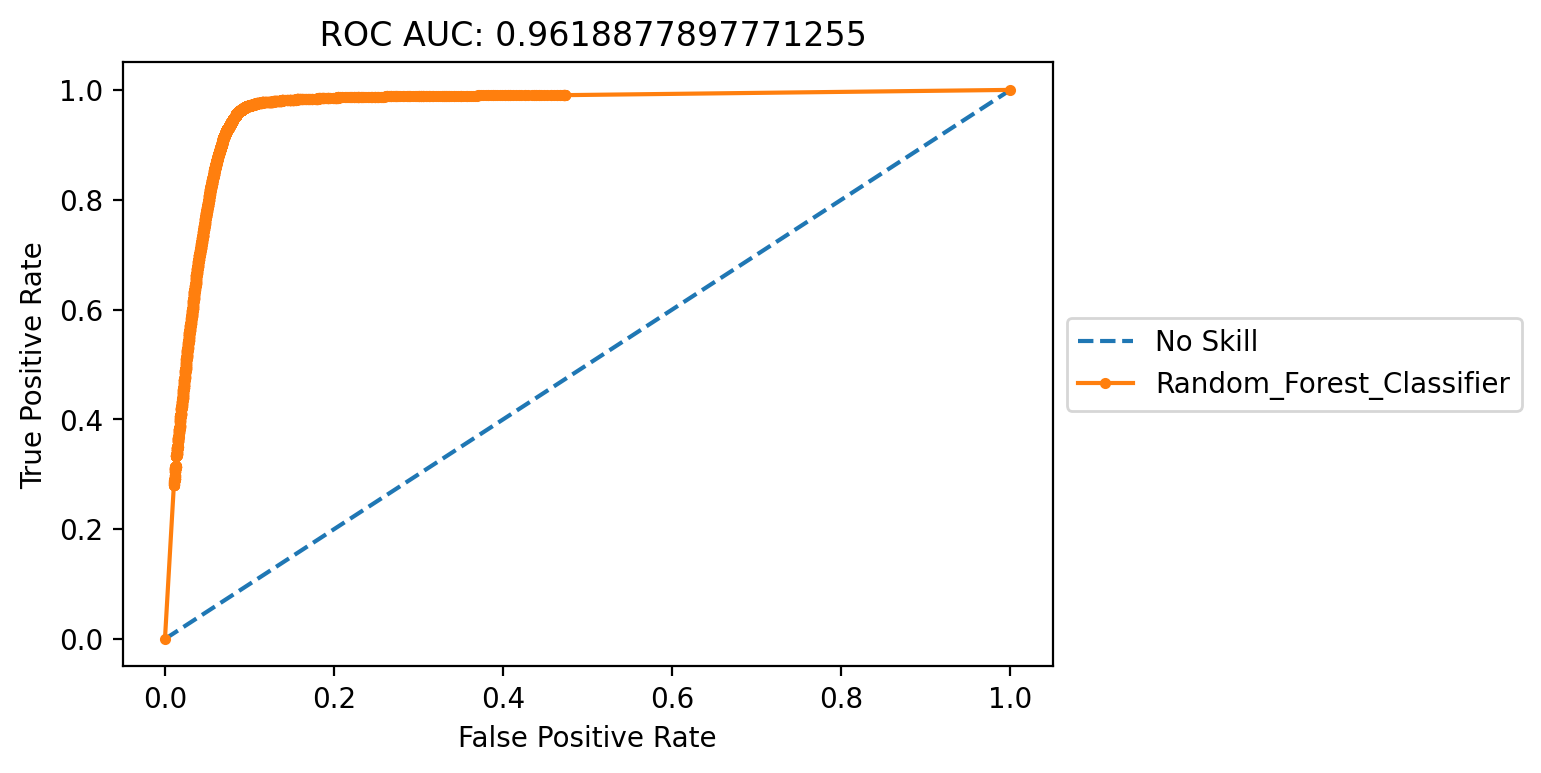 ROC AUC: 0.9618877897771255
1.0
0.8
0.6
0.4
0.2
0.0
True Positive Rate
0.0 0.2 0.4 0.6 0.8 1.0
False Positive Rate
No Skill
Random_Forest_Classifier